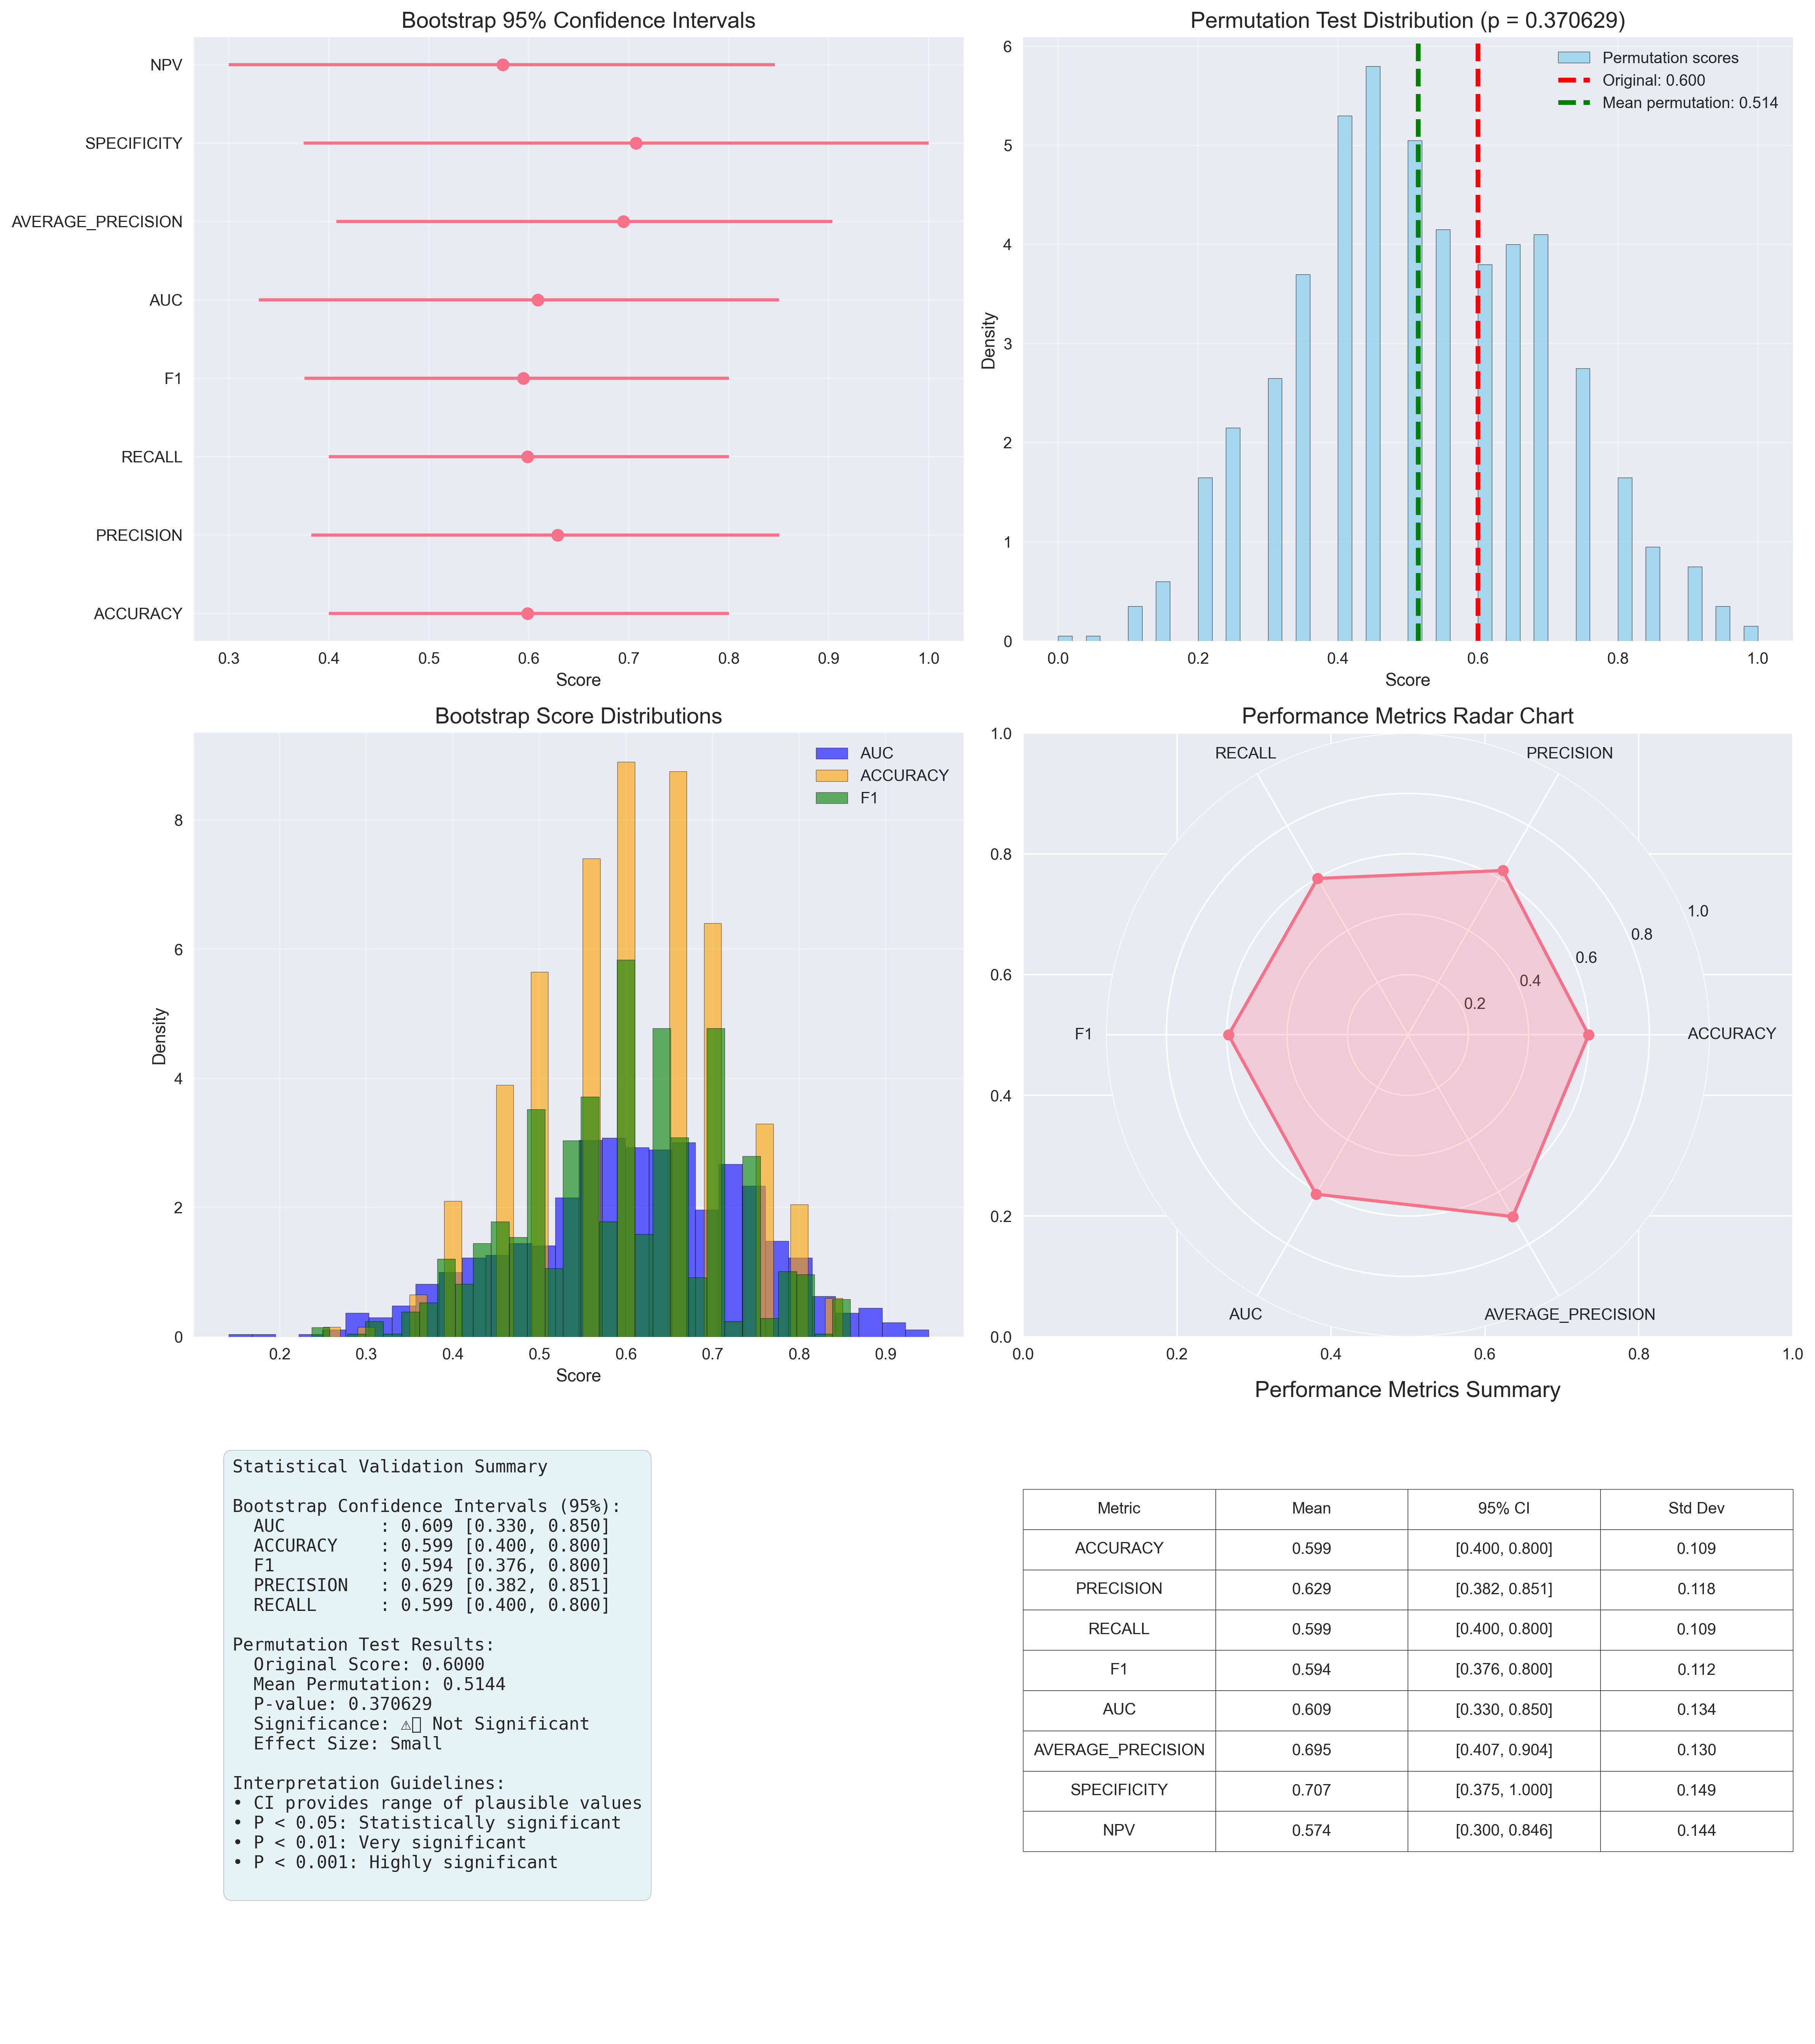 Bootstrap 95% Confidence Intervals
NPV
SPECIFICITY
AVERAGE_PRECISION
AUC
F1
RECALL
PRECISION
ACCURACY
0.3 0.4 0.5 0.6 0.7 0.8 0.9 1.0
Score
Permutation Test Distribution (p = 0.370629)
Permutation scores
Original: 0.600
Mean permutation: 0.514
Density
6
5
4
3
2
1
0
0.0 0.2 0.4 0.6 0.8 1.0
Score
Bootstrap Score Distributions
AUC
ACCURACY
F1
Density
8
6
4
2
0
0.2 0.3 0.4 0.5 0.6 0.7 0.8 0.9
Score
Performance Metrics Radar Chart
1.0
0.8
0.6
0.4
0.2
0.0
RECALL
PRECISION
F1
ACCURACY
AUC
AVERAGE_PRECISION
1.0
0.8
0.6
0.4
0.2
0.0 0.2 0.4 0.6 0.8 1.0
Statistical Validation Summary
Bootstrap Confidence Intervals (95%):
AUC : 0.609 [0.330, 0.850]
ACCURACY : 0.599 [0.400, 0.800]
F1 : 0.594 [0.376, 0.800]
PRECISION : 0.629 [0.382, 0.851]
RECALL : 0.599 [0.400, 0.800]
Permutation Test Results:
Original Score: 0.6000
Mean Permutation: 0.5144
P-value: 0.370629
Significance: ⚠▯ Not Significant
Effect Size: Small
Interpretation Guidelines:
• CI provides range of plausible values
• P < 0.05: Statistically significant
• P < 0.01: Very significant
• P < 0.001: Highly significant
Performance Metrics Summary
Metric Mean 95% CI Std Dev
ACCURACY 0.599 [0.400, 0.800] 0.109
PRECISION 0.629 [0.382, 0.851] 0.118
RECALL 0.599 [0.400, 0.800] 0.109
F1 0.594 [0.376, 0.800] 0.112
AUC 0.609 [0.330, 0.850] 0.134
AVERAGE_PRECISION 0.695 [0.407, 0.904] 0.130
SPECIFICITY 0.707 [0.375, 1.000] 0.149
NPV 0.574 [0.300, 0.846] 0.144